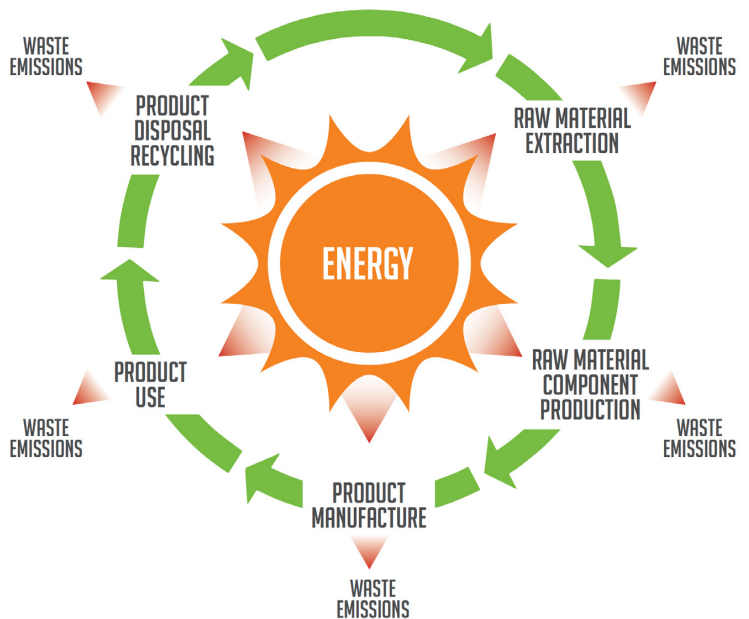 WASTE
EMISSIONS
WASTE
EMISSIONS
PRODUCT
DISPOSAL
RECYCLING
RAW MATERIAL
EXTRACTION
ENERGY
PRODUCT
USE
RAW MATERIAL
COMPONENT
PRODUCTION
WASTE
EMISSIONS
WASTE
EMISSIONS
PRODUCT
MANUFACTURE
WASTE
EMISSIONS